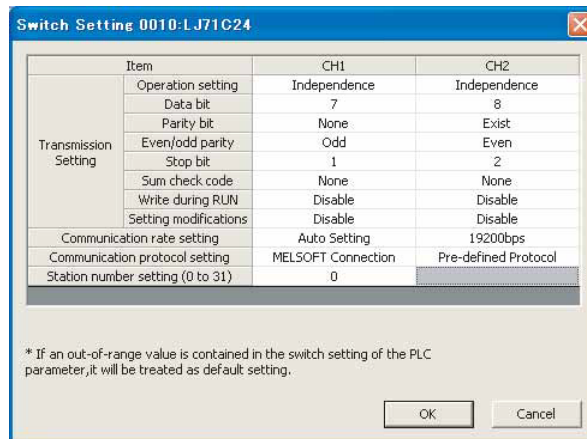 Switch Setting 0010:LJ71C24
Item CH1 CH2
Transmission Setting
Operation setting Independence Independence
Data bit 7 8
Parity bit None Exist
Even/odd parity Odd Even
Stop bit 1 2
Sum check code None None
Write during RUN Disable Disable
Setting modifications Disable Disable
Communication rate setting Auto Setting 19200bps
Communication protocol setting MELSOFT Connection Pre-defined Protocol
Station number setting (0 to 31) 0
* If an out-of-range value is contained in the switch setting of the PLC
parameter,it will be treated as default setting.
OK Cancel